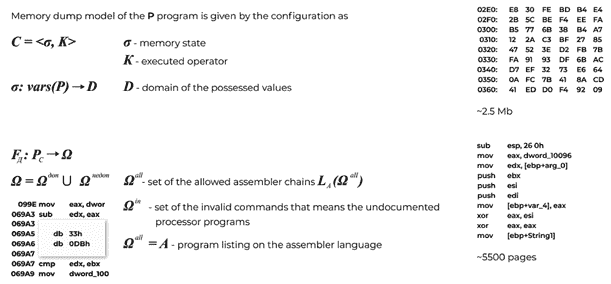 Memory dump model of the P program is given by the configuration as
C = <σ, K>
σ - memory state
K - executed operator
σ: vars(P) → D
D - domain of the possessed values
02E0: E8 30 FE BD B4 E4
02F0: 2B 5C BE F4 EE FA
0300: B5 77 6B 38 B4 A7
0310: 12 2A C3 BF 27 85
0320: 47 52 3E D2 FB 7B
0330: FA 91 93 DF 6B AC
0340: D7 EF 32 73 E6 64
0350: 0A FC 7B 41 8A CD
0360: 41 ED D0 F4 92 09
~2.5 Mb
F_Д: P_C → Ω
Ω = Ω^доп ∪ Ω^недоп
Ω^all - set of the allowed assembler chains L_A(Ω^all)
Ω^in - set of the invalid commands that means the undocumented
processor programs
Ω^all = A - program listing on the assembler language
099E mov eax, dwor
069A3 sub edx, eax
069A3
069A5 db 33h
069A6 db 0DBh
069A7
069A7 cmp edx, ebx
069A9 mov dword_100
sub esp, 26 0h
mov eax, dword_10096
mov edx, [ebp+arg_0]
push ebx
push esi
push edi
mov [ebp+var_4], eax
xor eax, esi
xor eax, eax
mov [ebp+String1]
~5500 pages